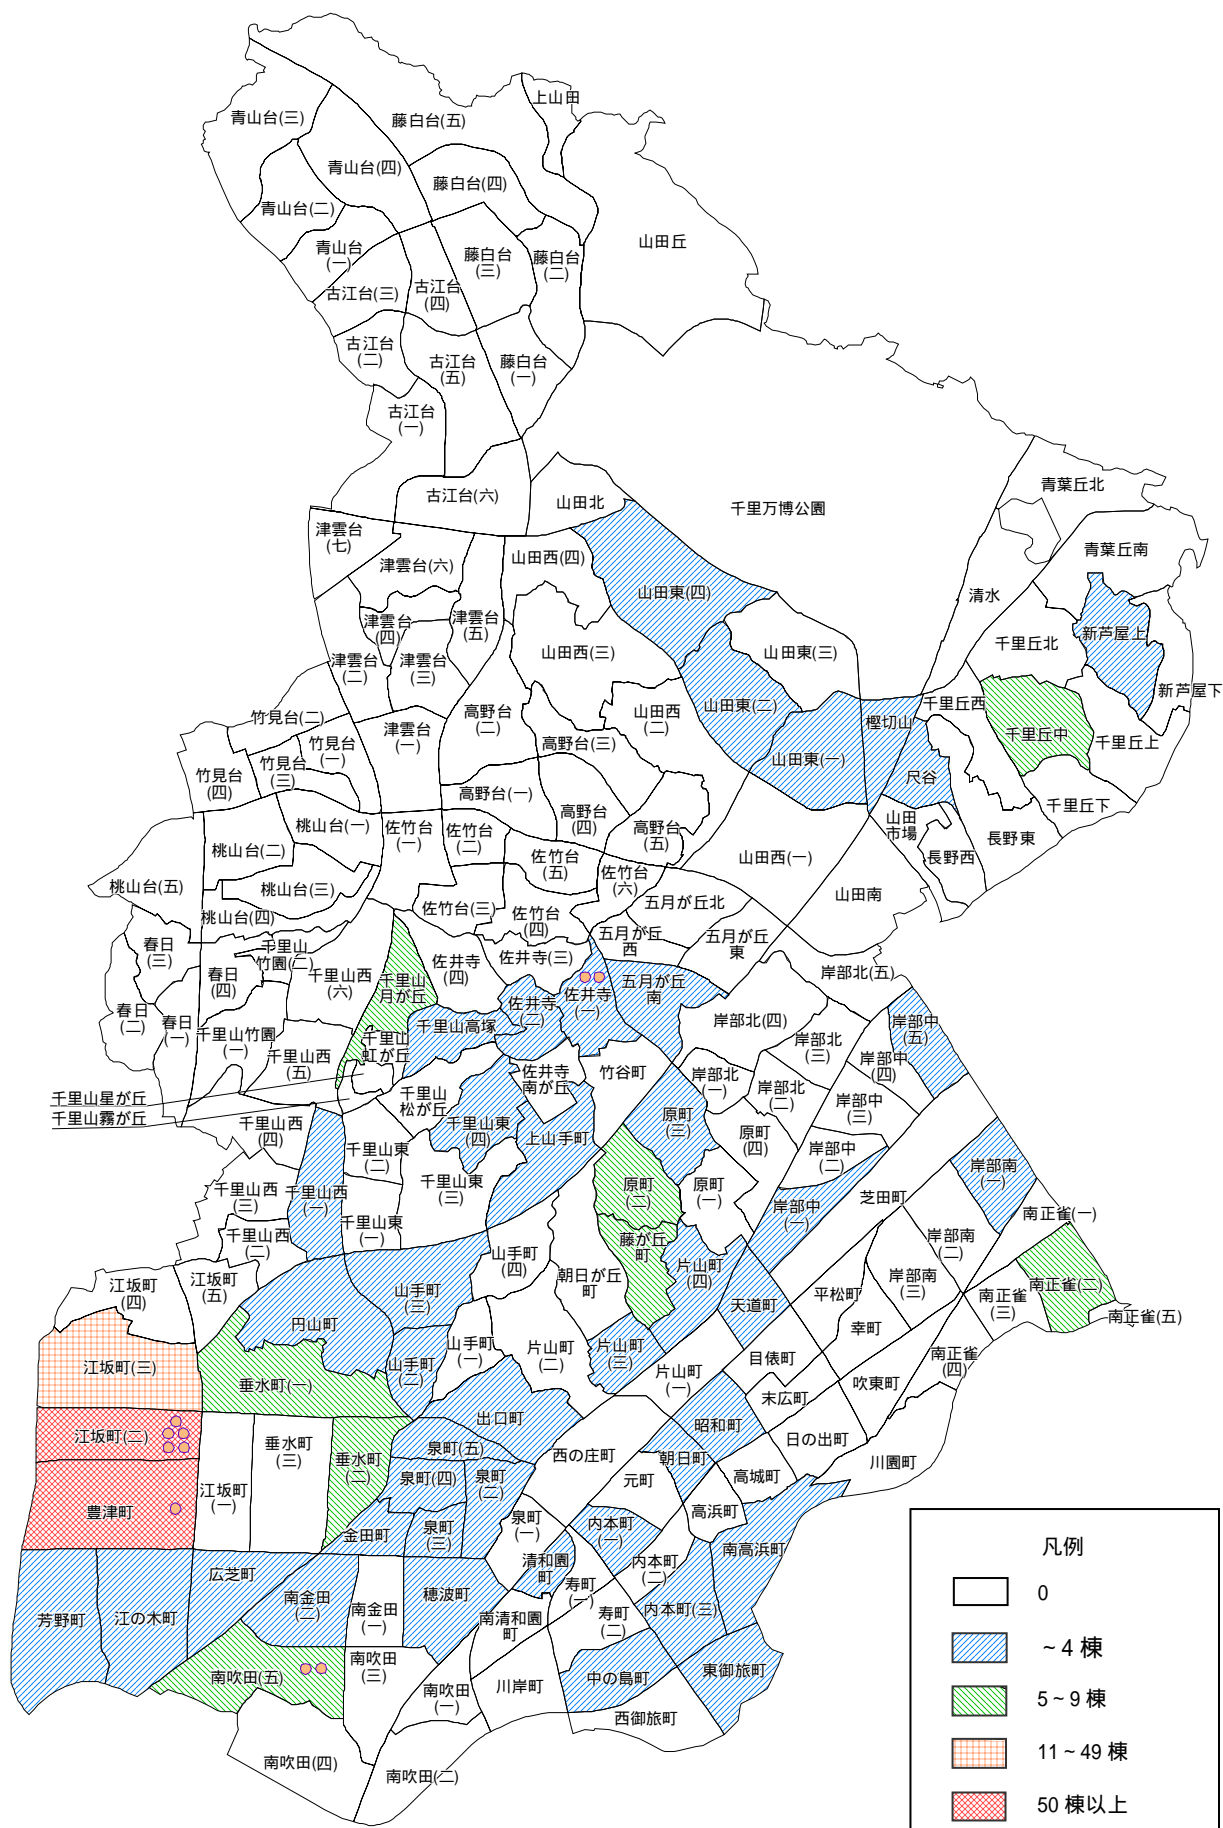 上山田
青山台(三)
藤白台(五)
青山台(四)
藤白台(四)
青山台(二)
青山台
(一)
藤白台
(三)
藤白台
(二)
山田丘
古江台(三)
古江台
(四)
古江台
(二)
古江台
(五)
藤白台
(一)
古江台
(一)
古江台(六)
山田北
千里万博公園
青葉丘北
津雲台
(七)
津雲台(六)
山田西(四)
青葉丘南
山田東(四)
清水
津雲台
(四)
津雲台
(五)
新芦屋上
千里丘北
津雲台
(二)
津雲台
(三)
山田西(三)
山田東(三)
新芦屋下
竹見台(二)
津雲台
(一)
高野台
(二)
山田西
(二)
山田東(二)
樫切山
千里丘西
竹見台
(一)
高野台(三)
千里丘中
千里丘上
竹見台
(三)
竹見台
(四)
山田東(一)
尺谷
高野台(一)
千里丘下
桃山台(一)
佐竹台
(一)
佐竹台
(二)
高野台
(四)
高野台
(五)
山田
市場
長野東
桃山台(二)
佐竹台
(五)
山田西(一)
長野西
桃山台(五)
桃山台(三)
佐竹台
(六)
山田南
桃山台(四)
佐竹台(三)
佐竹台
(四)
五月が丘北
春日
(三)
千里山
竹園(二)
五月が丘
西
五月が丘
東
佐井寺
(四)
佐井寺(三)
岸部北(五)
春日
(四)
千里山西
(六)
千里山
月が丘
佐井寺
(一)
五月が丘
南
春日
(二)
春日
(一)
千里山竹園
(一)
佐井寺
(二)
千里山高塚
岸部北(四)
岸部中
(五)
千里山西
(五)
千里山
虹が丘
岸部北
(三)
岸部中
(四)
佐井寺
南が丘
竹谷町
岸部北
(一)
岸部北
(二)
千里山星が丘
千里山霧が丘
千里山
松が丘
岸部中
(三)
千里山西
(四)
千里山東
(四)
上山手町
原町
(三)
原町
(四)
岸部中
(二)
千里山東
(二)
千里山東
(三)
岸部南
(一)
千里山西
(三)
千里山西
(一)
原町
(二)
原町
(一)
岸部中
(一)
芝田町
南正雀(一)
千里山西
(二)
千里山東
(一)
藤が丘
町
岸部南
(二)
山手町
(四)
朝日が丘
町
片山町
(四)
江坂町
(四)
江坂町
(五)
山手町
(三)
平松町
岸部南
(三)
南正雀(二)
天道町
南正雀
(三)
南正雀(五)
円山町
幸町
山手町
(一)
片山町
(二)
片山町
(三)
江坂町(三)
山手町
(二)
目俵町
南正雀
(四)
垂水町(一)
片山町
(一)
吹東町
末広町
出口町
昭和町
江坂町(二)
垂水町
(三)
泉町(五)
西の庄町
日の出町
垂水町
(二)
朝日町
川園町
泉町(四)
泉町
(二)
元町
高城町
江坂町
(一)
豊津町
高浜町
泉町
(一)
金田町
泉町
(三)
内本町
(一)
南高浜町
広芝町
清和園
町
内本町
(二)
南金田
(二)
穂波町
寿町
(一)
芳野町
江の木町
南金田
(一)
南清和園
町
寿町
(二)
内本町(三)
南吹田
(三)
南吹田(五)
川岸町
中の島町
東御旅町
南吹田
(一)
西御旅町
南吹田(四)
南吹田(二)
凡例
0
~4棟
5~9棟
11~49棟
50棟以上